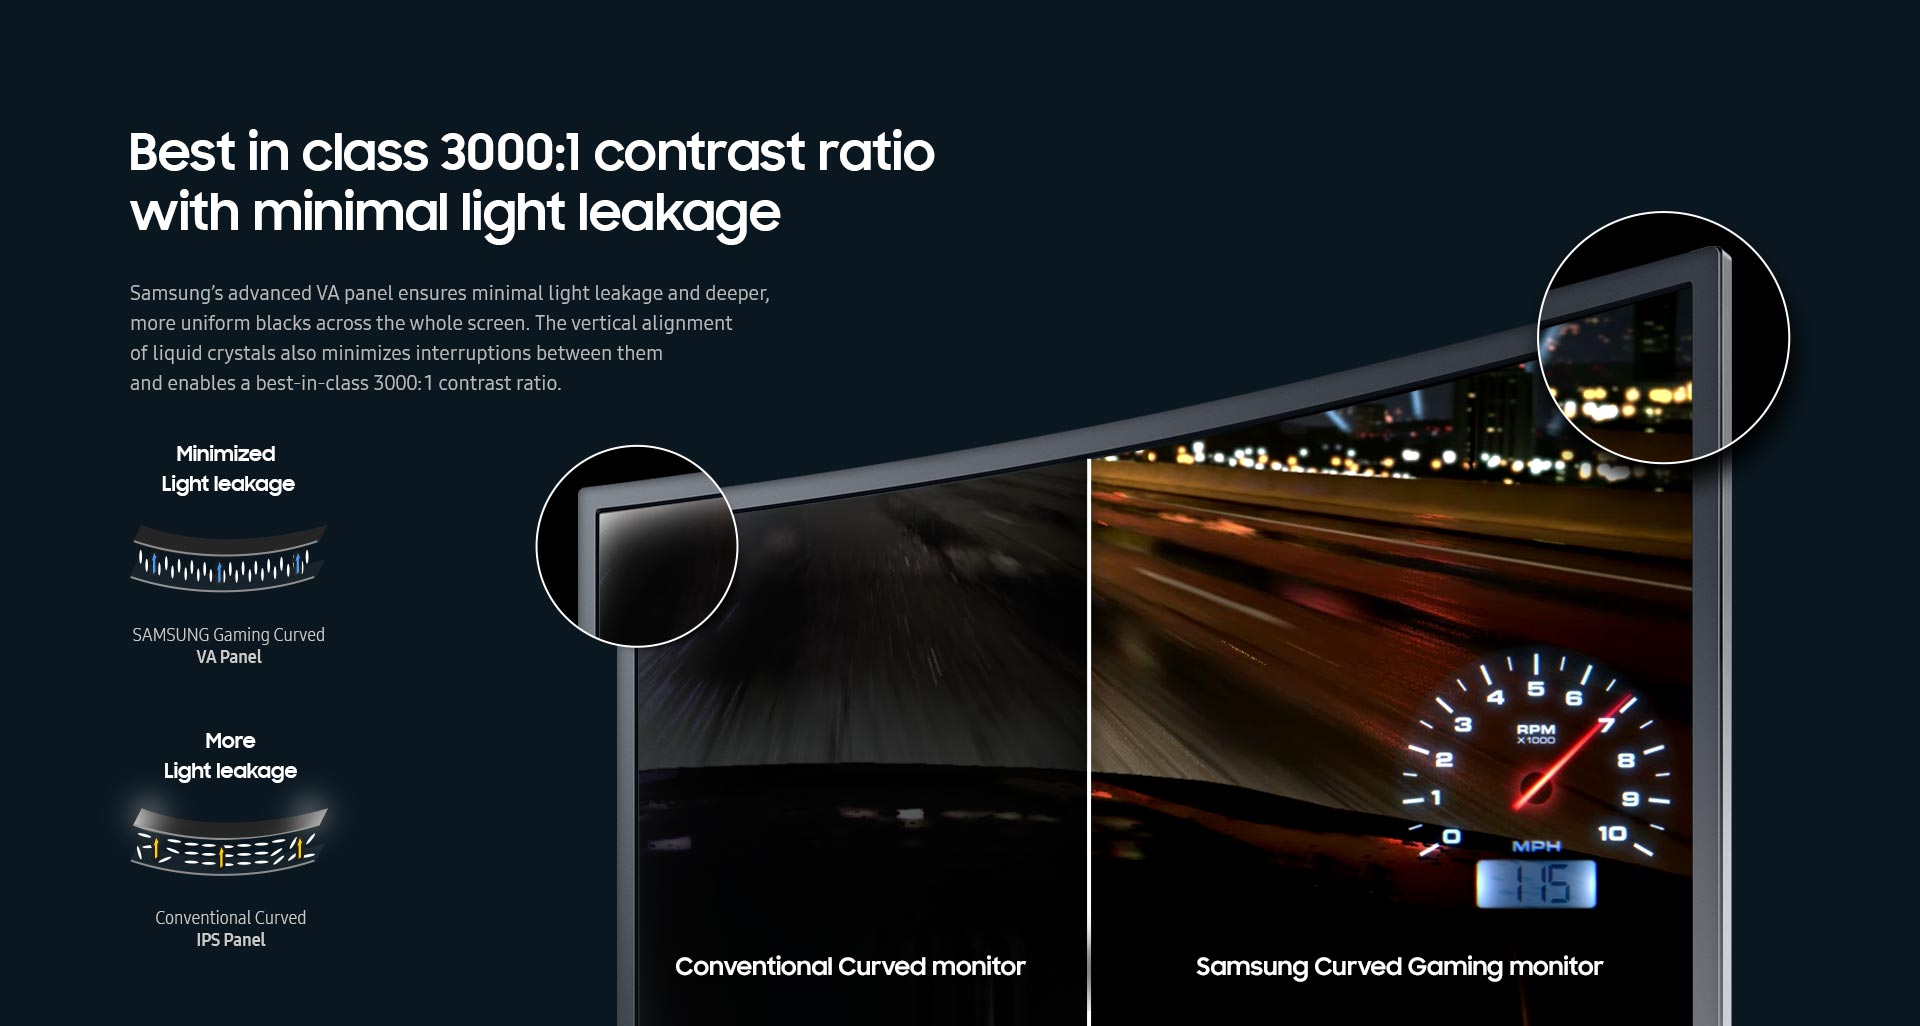 Best in class 3000:1 contrast ratio
with minimal light leakage
Samsung’s advanced VA panel ensures minimal light leakage and deeper,
more uniform blacks across the whole screen. The vertical alignment
of liquid crystals also minimizes interruptions between them
and enables a best-in-class 3000:1 contrast ratio.
Minimized
Light leakage
SAMSUNG Gaming Curved
VA Panel
More
Light leakage
Conventional Curved
IPS Panel
0
1
2
3
4
5
6
7
8
9
10
RPM
X1000
MPH
115
Conventional Curved monitor
Samsung Curved Gaming monitor